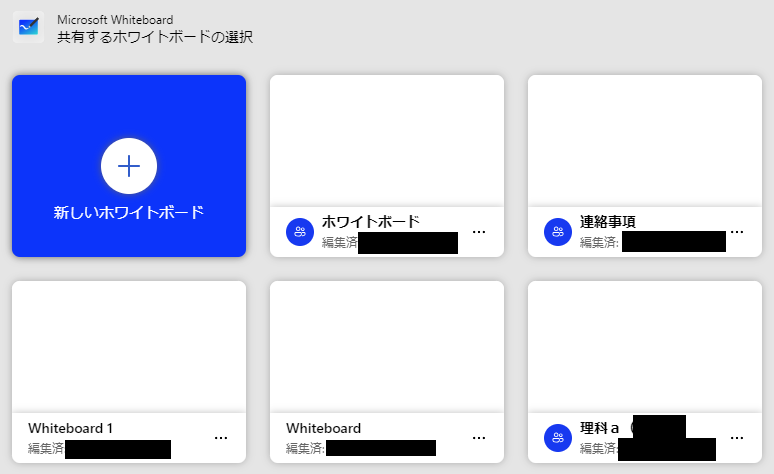 Microsoft Whiteboard
共有するホワイトボードの選択
新しいホワイトボード
ホワイトボード
編集済
連絡事項
編集済:
Whiteboard 1
編集済:
Whiteboard
編集済:
理科a（
編集済: